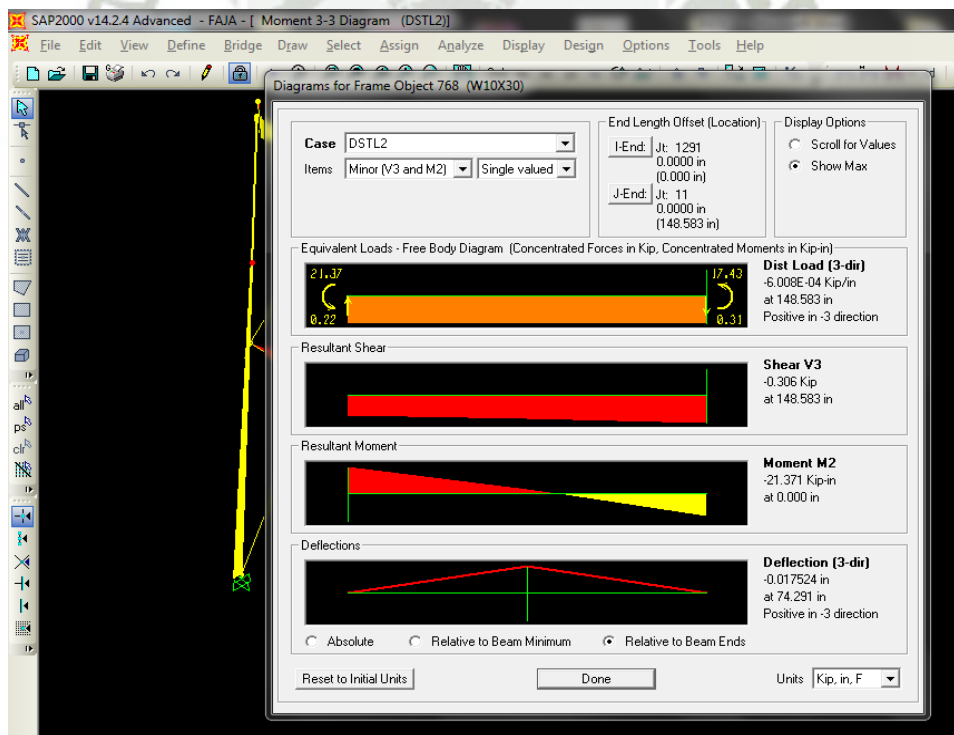 SAP2000 v14.2.4 Advanced - FAJA - [ Moment 3-3 Diagram (DSTL2)]
File Edit View Define Bridge Draw Select Assign Analyze Display Design Options Tools Help
Diagrams for Frame Object 768 (W10X30)
Case DSTL2
Items Minor (V3 and M2) Single valued
End Length Offset (Location)
I-End: Jt: 1291
0.0000 in
(0.000 in)
J-End: Jt: 11
0.0000 in
(148.583 in)
Display Options
Scroll for Values
Show Max
Equivalent Loads - Free Body Diagram (Concentrated Forces in Kip, Concentrated Moments in Kip-in)
21.37 17.43
0.22 0.31
Dist Load (3-dir)
-6.008E-04 Kip/in
at 148.583 in
Positive in -3 direction
Resultant Shear
Shear V3
-0.306 Kip
at 148.583 in
Resultant Moment
Moment M2
-21.371 Kip-in
at 0.000 in
Deflections
Deflection (3-dir)
-0.017524 in
at 74.291 in
Positive in -3 direction
Absolute Relative to Beam Minimum Relative to Beam Ends
Reset to Initial Units Done Units Kip, in, F
all
ps
clr